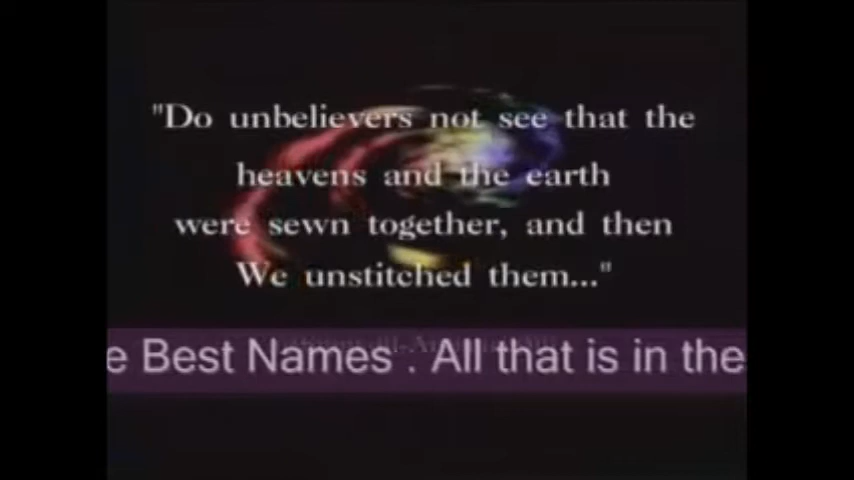 "Do unbelievers not see that the
heavens and the earth
were sewn together, and then
We unstitched them..."
e Best Names . All that is in the